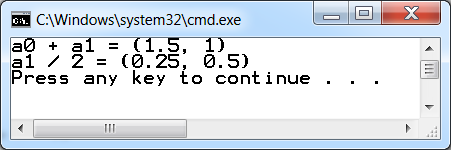 C:\Windows\system32\cmd.exe
a0 + a1 = (1.5, 1)
a1 / 2 = (0.25, 0.5)
Press any key to continue . . .